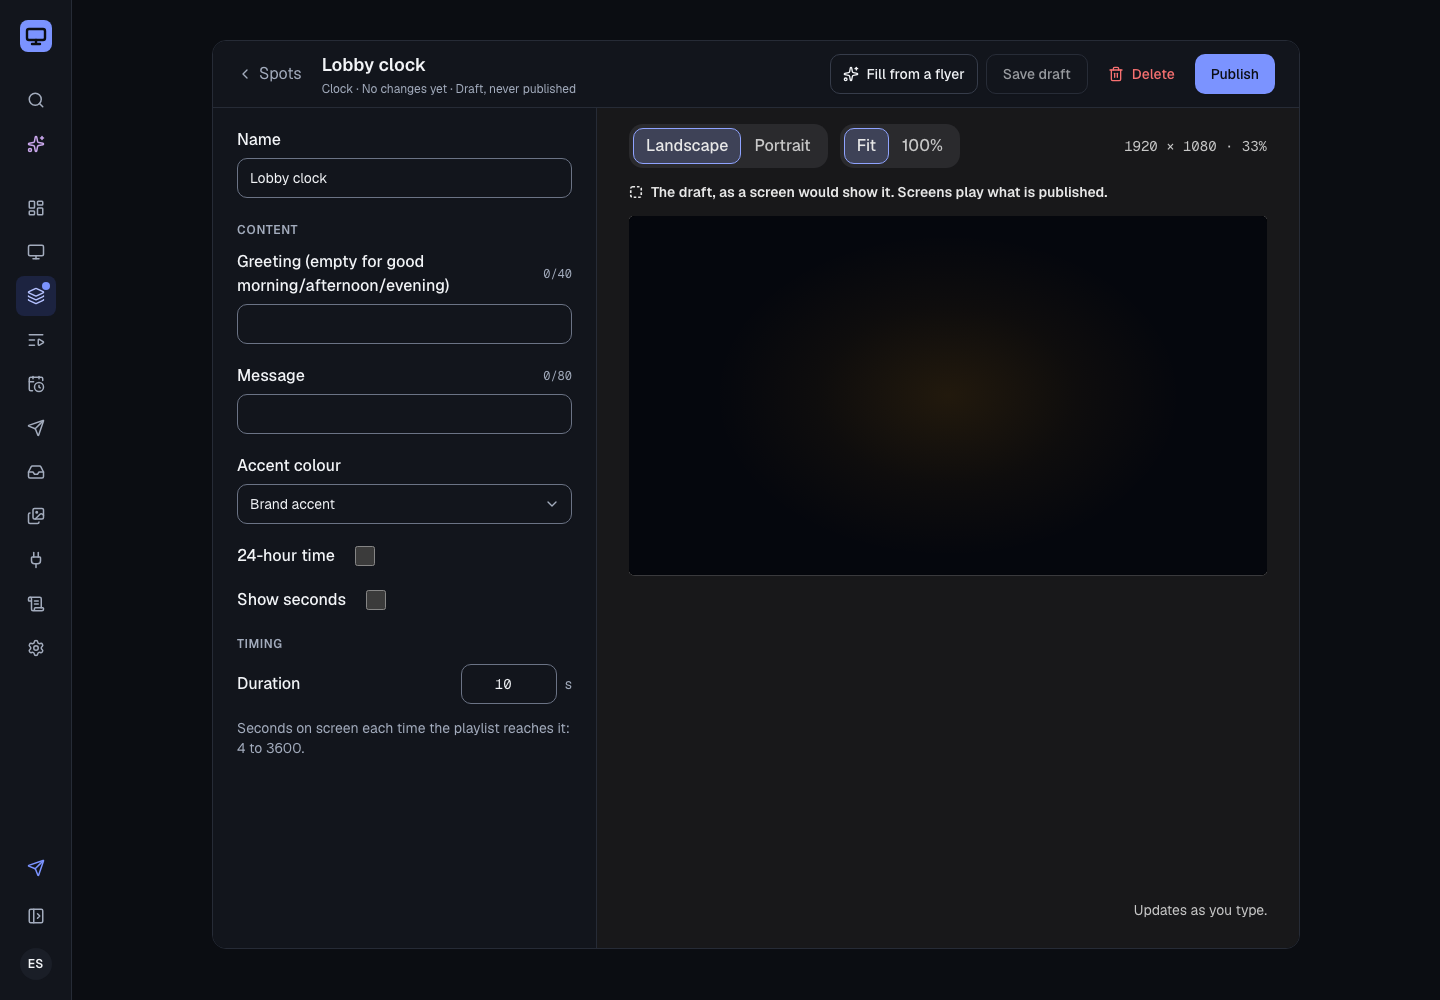 Spots
Lobby clock
Clock · No changes yet · Draft, never published
Fill from a flyer
Save draft
Delete
Publish
Name
Lobby clock
CONTENT
Greeting (empty for good
morning/afternoon/evening)
0/40
Message
0/80
Accent colour
Brand accent
24-hour time
Show seconds
TIMING
Duration
10
s
Seconds on screen each time the playlist reaches it:
4 to 3600.
Landscape
Portrait
Fit
100%
1920 × 1080 · 33%
The draft, as a screen would show it. Screens play what is published.
Updates as you type.
ES